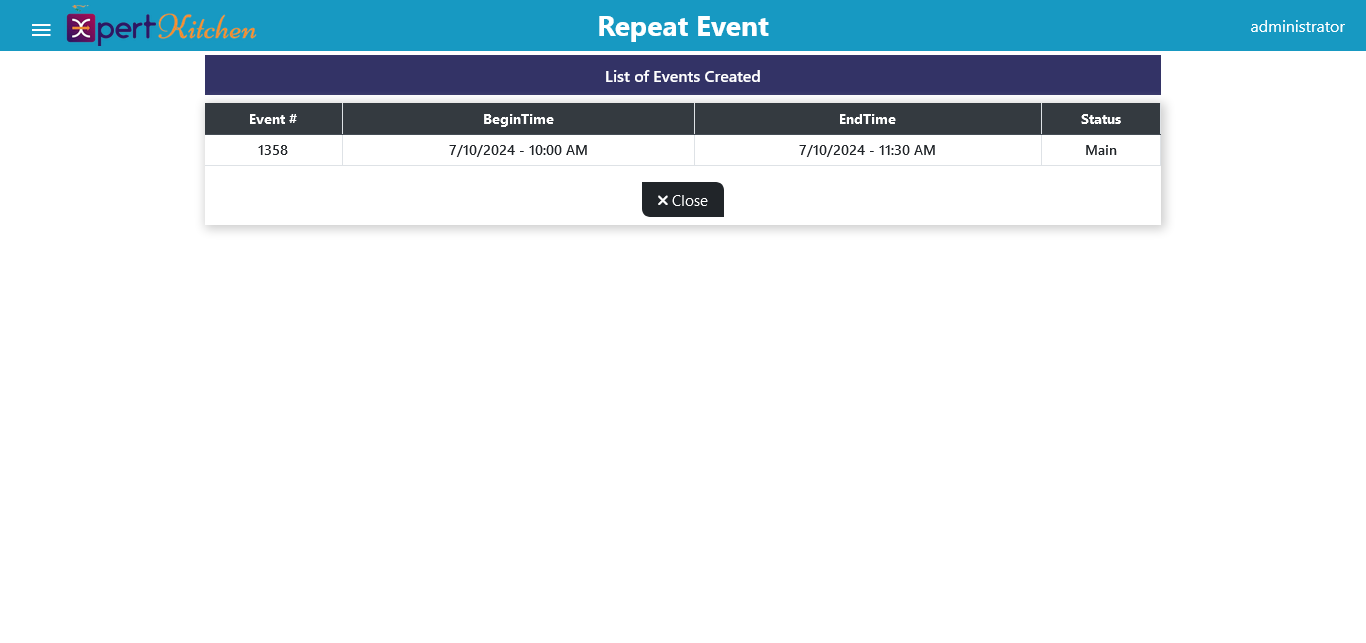 XpertKitchen
Repeat Event
administrator
List of Events Created
Event # BeginTime EndTime Status
1358 7/10/2024 - 10:00 AM 7/10/2024 - 11:30 AM Main
× Close